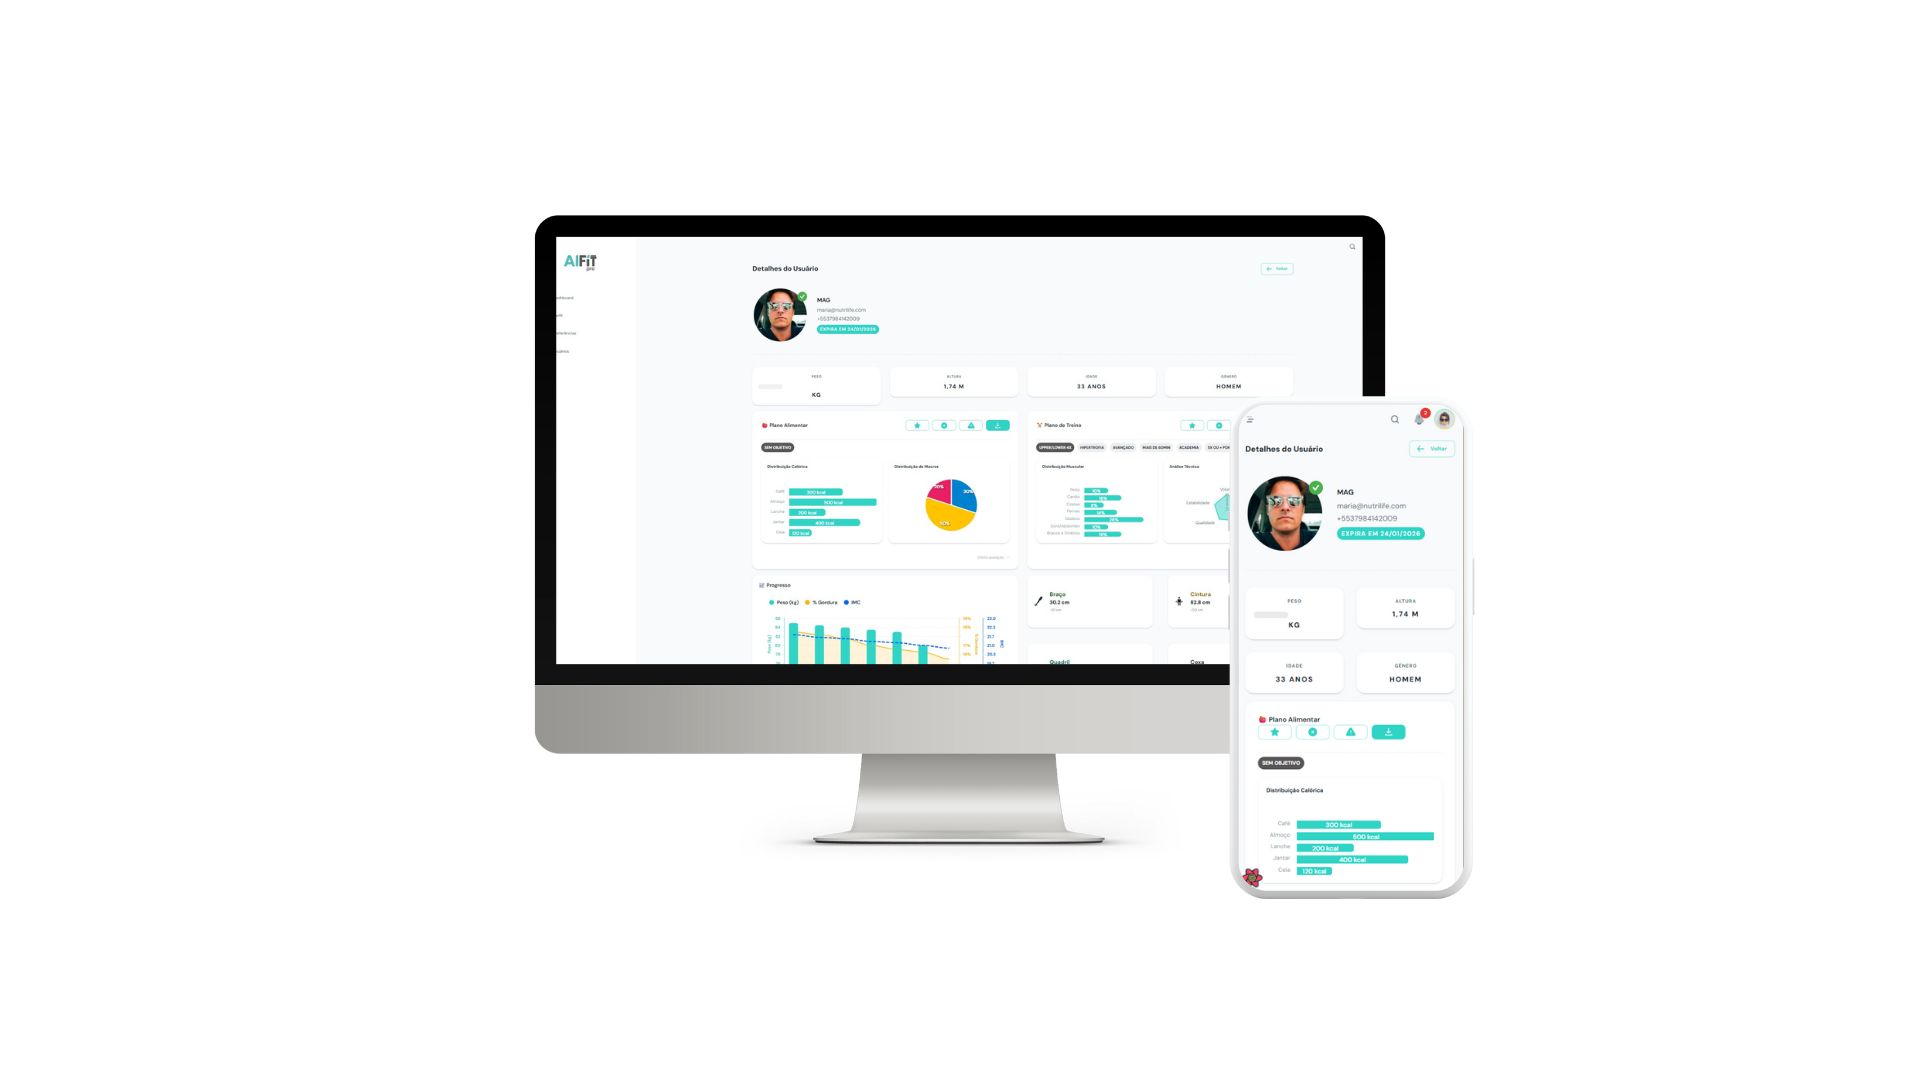 AIFiT
pro
Detalhes do Usuário
Voltar
MAG
maria@nutrilife.com
+5537984142009
EXPIRA EM 24/01/2026
PESO
KG
ALTURA
1,74 M
IDADE
33 ANOS
GÊNERO
HOMEM
Plano Alimentar
SEM OBJETIVO
Distribuição Calórica
Café
300 kcal
Almoço
500 kcal
Lanche
200 kcal
Jantar
400 kcal
Ceia
Distribuição de Macros
30%
50%
Plano de Treino
UPPER/LOWER 4X
HIPERTROFIA
AVANÇADO
MAIS DE 60MIN
ACADEMIA
Distribuição Muscular
Análise Técnica
Estabilidade
Qualidade
Progresso
Peso (kg)
% Gordura
IMC
Braço
30.2 cm
Cintura
82.8 cm
Quadril
Coxa
2
Detalhes do Usuário
Voltar
MAG
maria@nutrilife.com
+5537984142009
EXPIRA EM 24/01/2026
PESO
KG
ALTURA
1,74 M
IDADE
33 ANOS
GÊNERO
HOMEM
Plano Alimentar
SEM OBJETIVO
Distribuição Calórica
Café
300 kcal
Almoço
500 kcal
Lanche
200 kcal
Jantar
400 kcal
Ceia
120 kcal